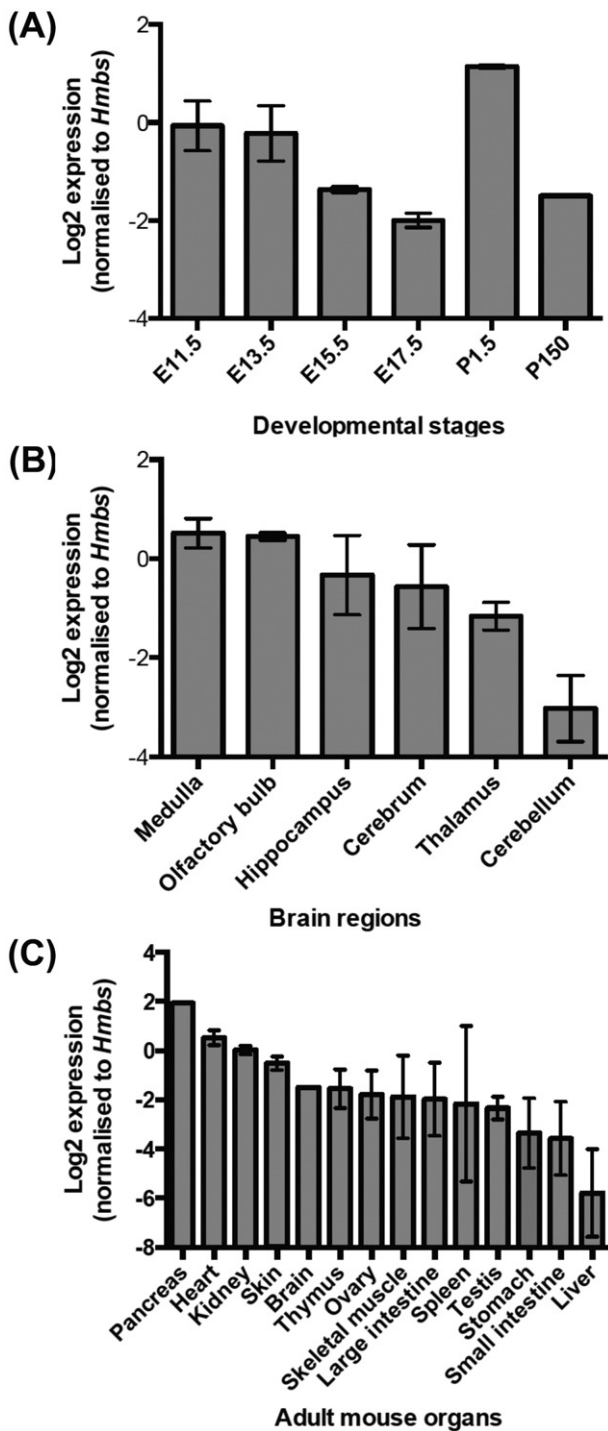 (A)
Log2 expression
(normalised to Hmbs)
2
0
-2
-4
E11.5
E13.5
E15.5
E17.5
P1.5
P150
Developmental stages
(B)
Log2 expression
(normalised to Hmbs)
2
0
-2
-4
Medulla
Olfactory bulb
Hippocampus
Cerebrum
Thalamus
Cerebellum
Brain regions
(C)
Log2 expression
(normalised to Hmbs)
4
2
0
-2
-4
-6
-8
Pancreas
Heart
Kidney
Skin
Brain
Thymus
Ovary
Skeletal muscle
Large intestine
Spleen
Testis
Stomach
Small intestine
Liver
Adult mouse organs